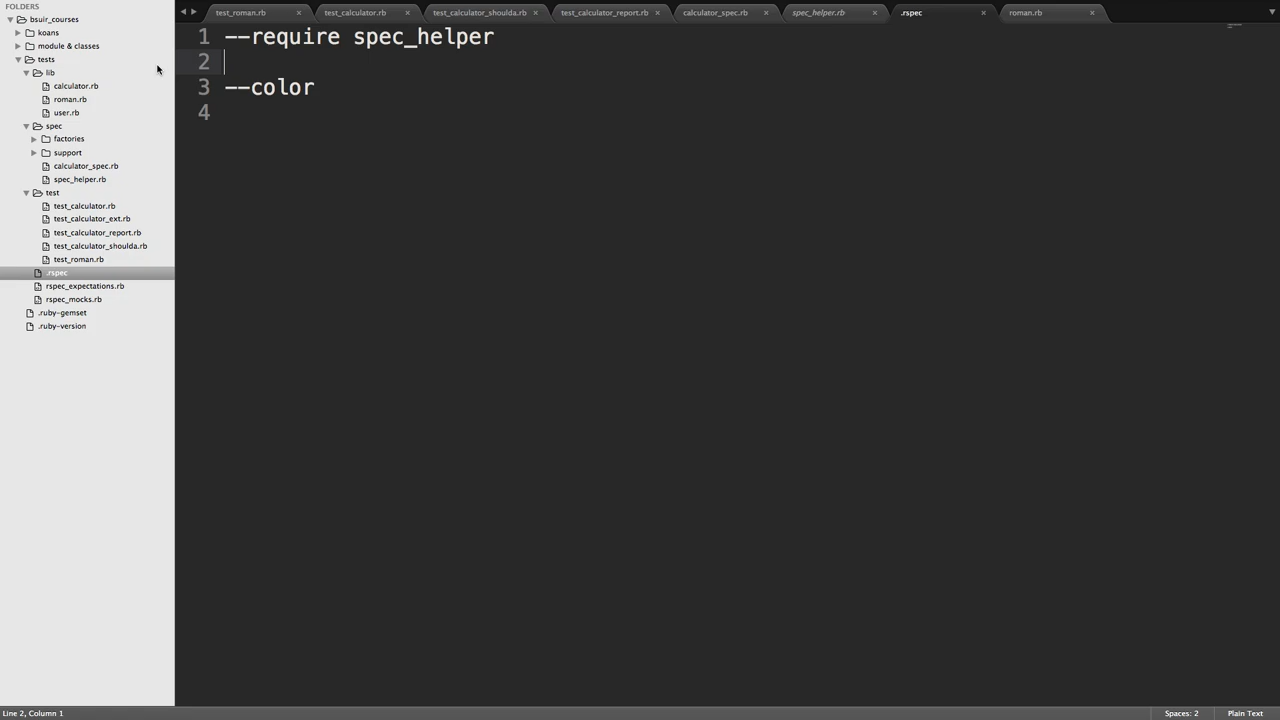 FOLDERS
bsuir_courses
koans
module & classes
tests
lib
calculator.rb
roman.rb
user.rb
spec
factories
support
calculator_spec.rb
spec_helper.rb
test
test_calculator.rb
test_calculator_ext.rb
test_calculator_report.rb
test_calculator_shoulda.rb
test_roman.rb
.rspec
rspec_expectations.rb
rspec_mocks.rb
.ruby-gemset
.ruby-version
test_roman.rb × test_calculator.rb × test_calculator_shoulda.rb × test_calculator_report.rb × calculator_spec.rb × spec_helper.rb × .rspec × roman.rb ×
1 --require spec_helper
2
3 --color
4
Line 2, Column 1 Spaces: 2 Plain Text